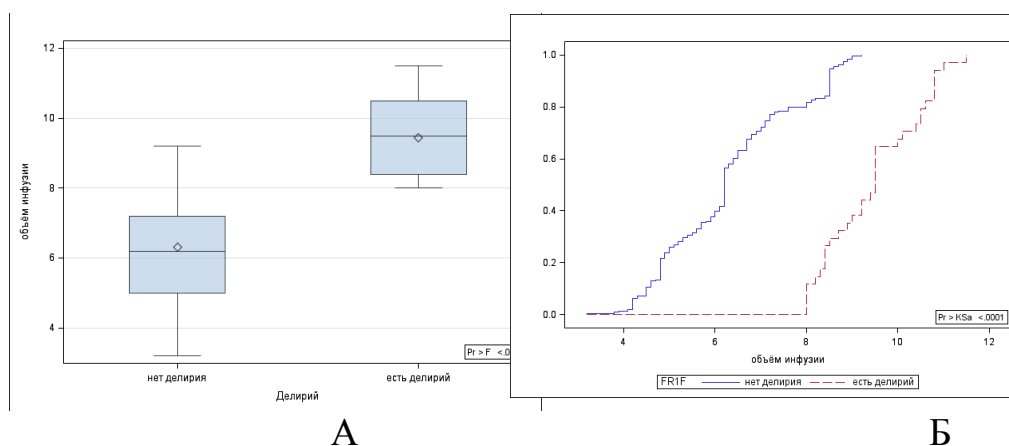 12
10
8
6
4
объём инфузии
нет делирия
есть делирий
Делирий
Pr > F <.0
А
1.0
0.8
0.6
0.4
0.2
0.0
4 6 8 10 12
объём инфузии
Pr > KSa <.0001
FR1F нет делирия есть делирий
Б